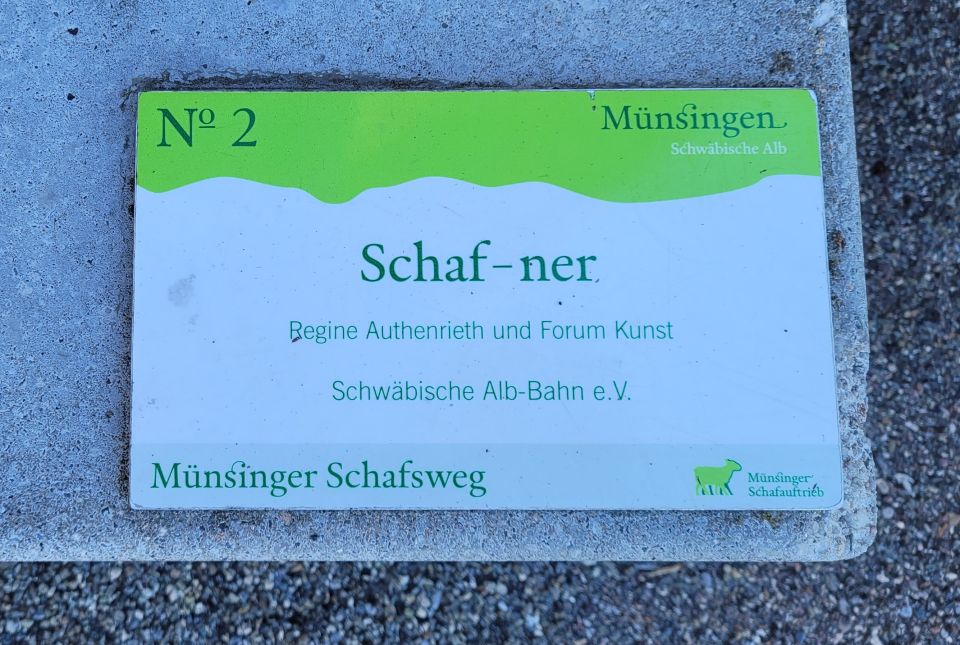 Nº 2
Münsingen
Schwäbische Alb
Schaf-ner
Regine Authenrieth und Forum Kunst
Schwäbische Alb-Bahn e.V.
Münsinger Schafsweg
Münsinger
Schafauftrieb